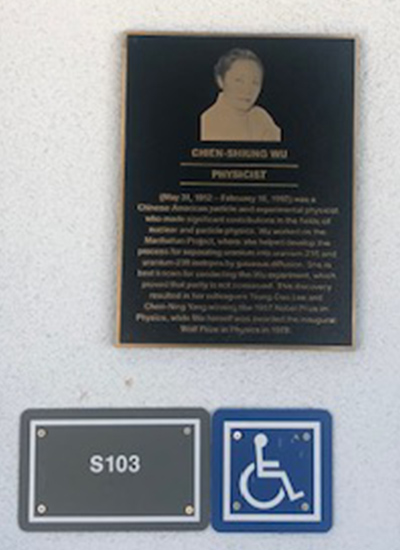 CHIEN-SHIUNG WU
PHYSICIST
(May 31, 1912 – February 16, 1997) was a
Chinese American particle and experimental physicist
who made significant contributions in the fields of
nuclear and particle physics. Wu worked on the
Manhattan Project, where she helped develop the
process for separating uranium into uranium-235 and
uranium-238 isotopes by gaseous diffusion. She is
best known for conducting the Wu experiment, which
proved that parity is not conserved. This discovery
resulted in her colleagues Tsung-Dao Lee and
Chen-Ning Yang winning the 1957 Nobel Prize in
Physics, while Wu herself was awarded the inaugural
Wolf Prize in Physics in 1978.
S103